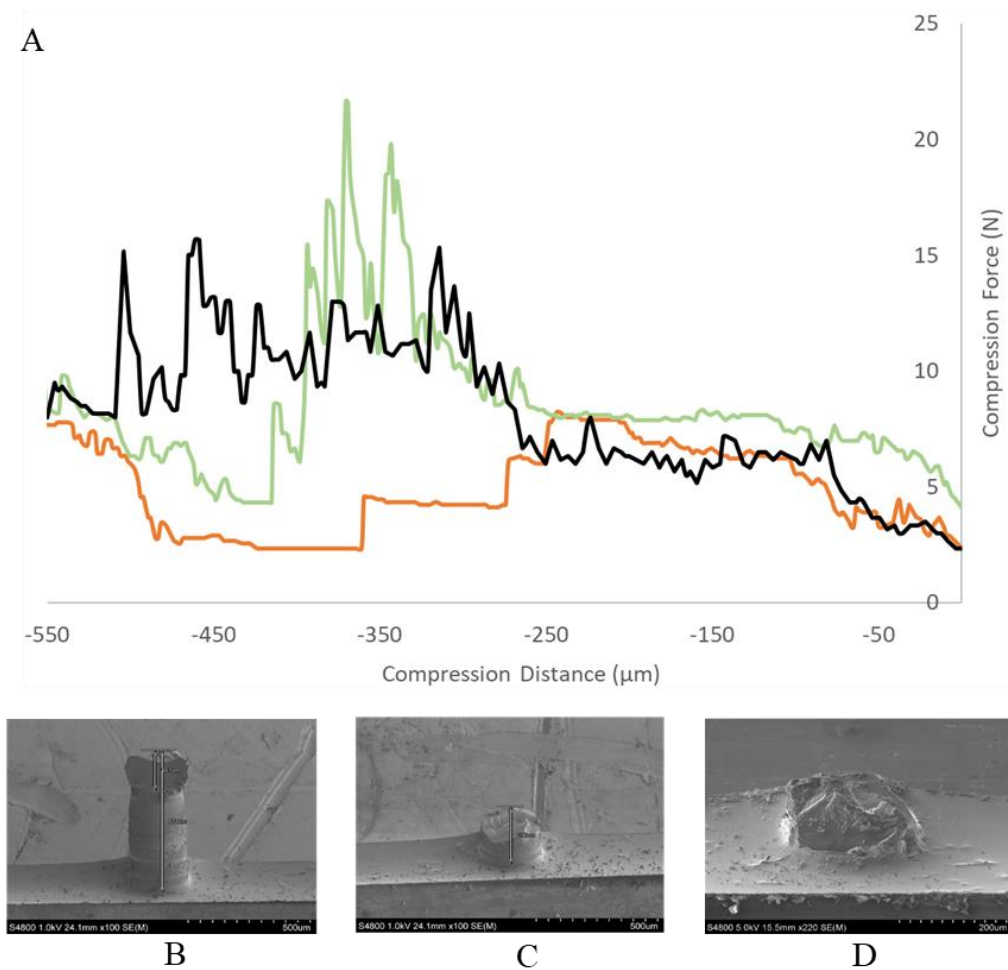 A
25
20
15
10
5
0
Compression Force (N)
-550 -450 -350 -250 -150 -50
Compression Distance (µm)
S4800 1.0kV 24.1mm x100 SE(M) 500um
S4800 1.0kV 24.1mm x100 SE(M) 500um
S4800 5.0kV 15.5mm x220 SE(M) 200um
B C D